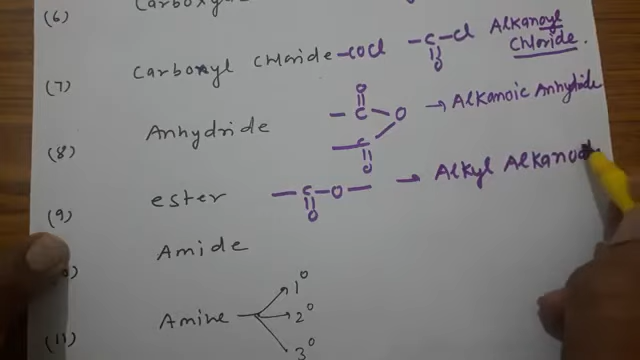 (6) Carboxy
(7) Carboxyl Chloride -COCl -C-Cl Alkanoyl Chloride.
O
(8) Anhydride O
-C-O → Alkanoic Anhydride
-C
O
(9) ester -C-O- → Alkyl
O
Amide
(11) Amine 1°
2°
3°